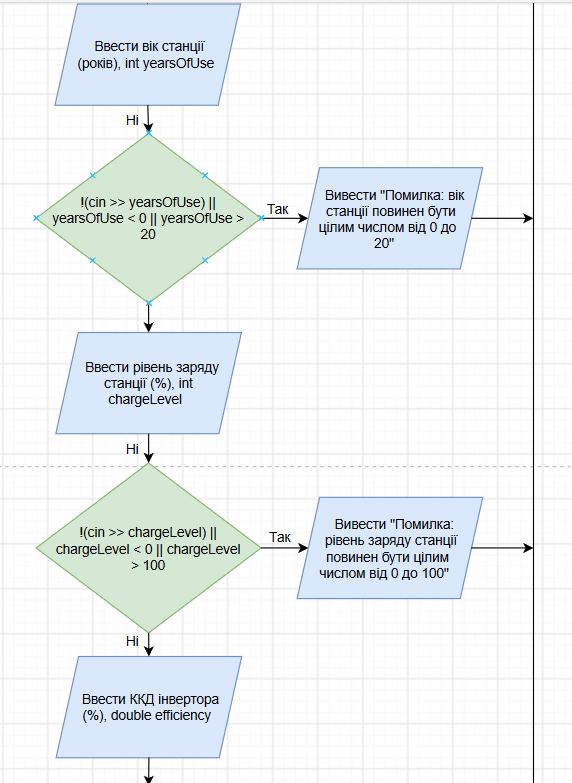 Ввести вік станції
(років), int yearsOfUse
Ні
!(cin >> yearsOfUse) ||
yearsOfUse < 0 || yearsOfUse >
20
Так
Вивести "Помилка: вік
станції повинен бути
цілим числом від 0 до
20"
Ввести рівень заряду
станції (%), int
chargeLevel
Ні
!(cin >> chargeLevel) ||
chargeLevel < 0 || chargeLevel
> 100
Так
Вивести "Помилка:
рівень заряду станції
повинен бути цілим
числом від 0 до 100"
Ні
Ввести ККД інвертора
(%), double efficiency